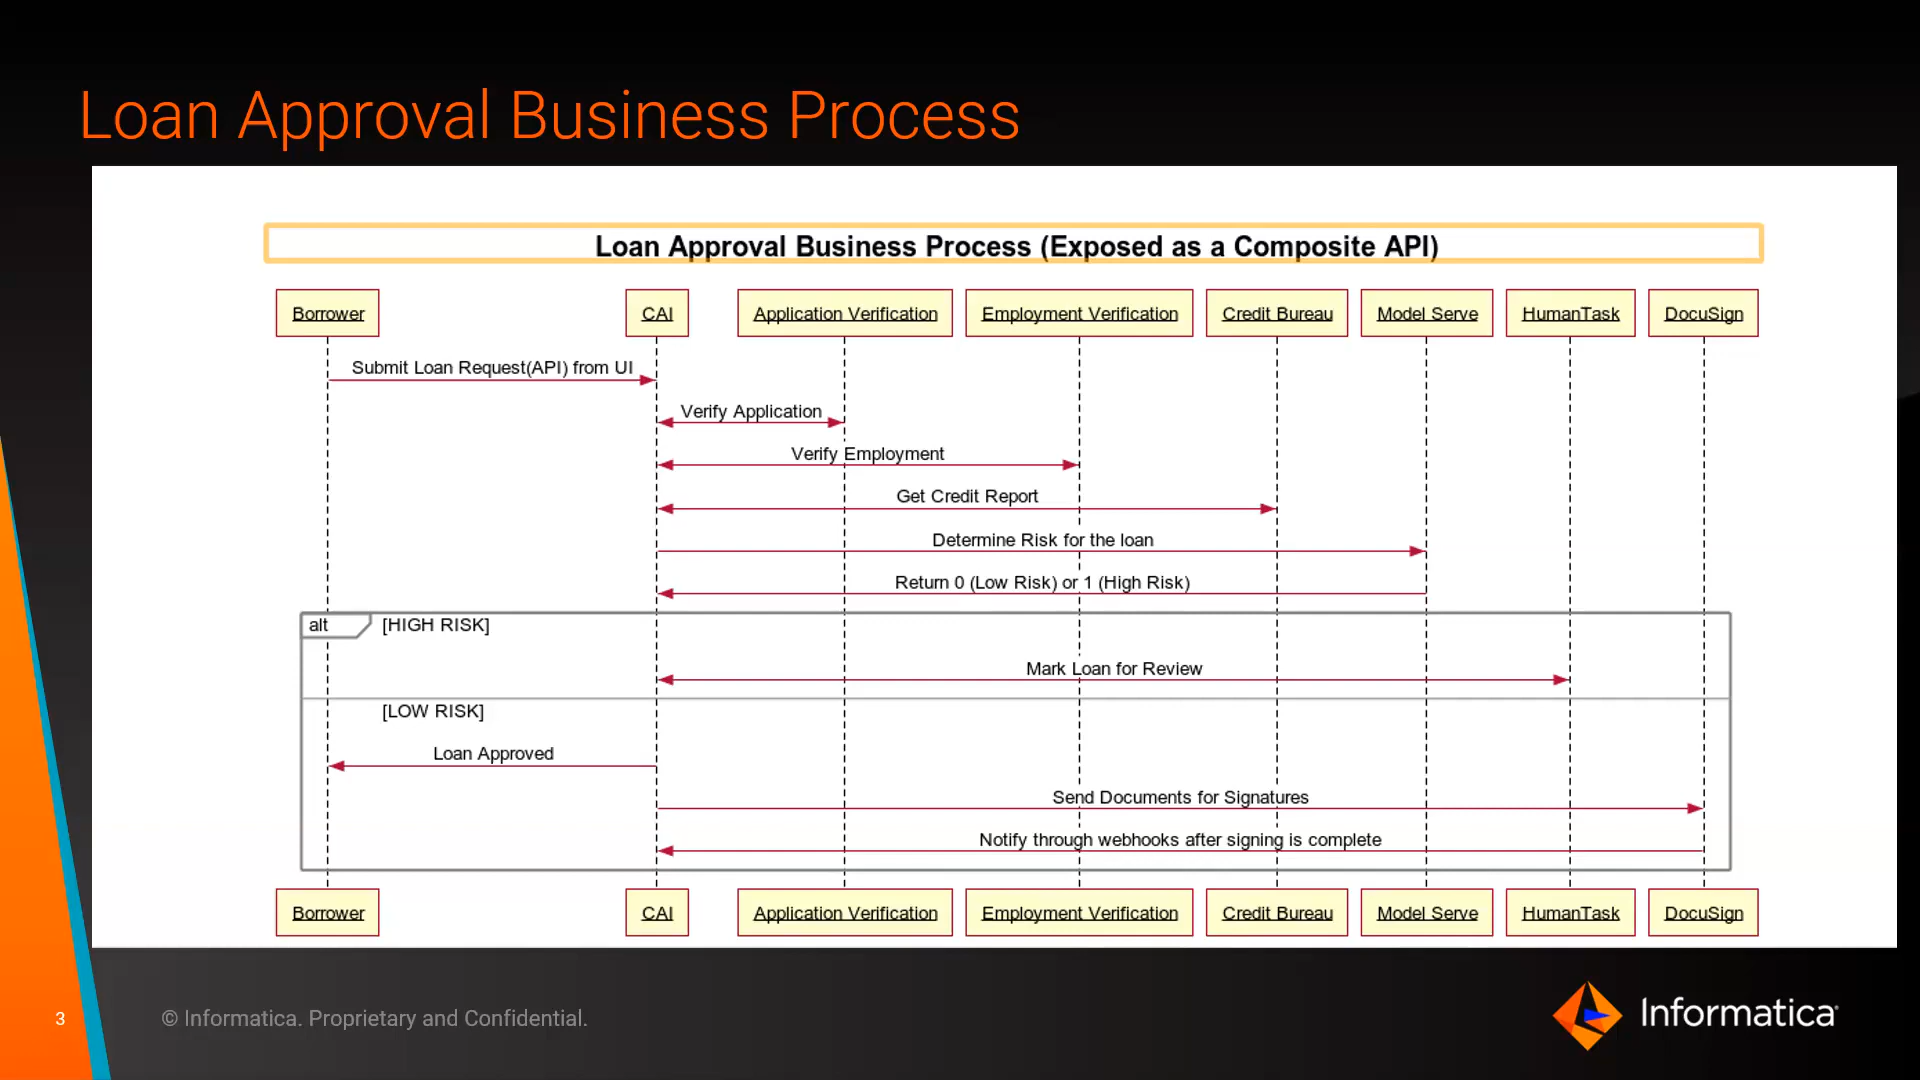 Loan Approval Business Process
Loan Approval Business Process (Exposed as a Composite API)
Borrower CAI Application Verification Employment Verification Credit Bureau Model Serve HumanTask DocuSign
Submit Loan Request(API) from UI
Verify Application
Verify Employment
Get Credit Report
Determine Risk for the loan
Return 0 (Low Risk) or 1 (High Risk)
alt [HIGH RISK]
Mark Loan for Review
[LOW RISK]
Loan Approved
Send Documents for Signatures
Notify through webhooks after signing is complete
Borrower CAI Application Verification Employment Verification Credit Bureau Model Serve HumanTask DocuSign
3 © Informatica. Proprietary and Confidential.
Informatica